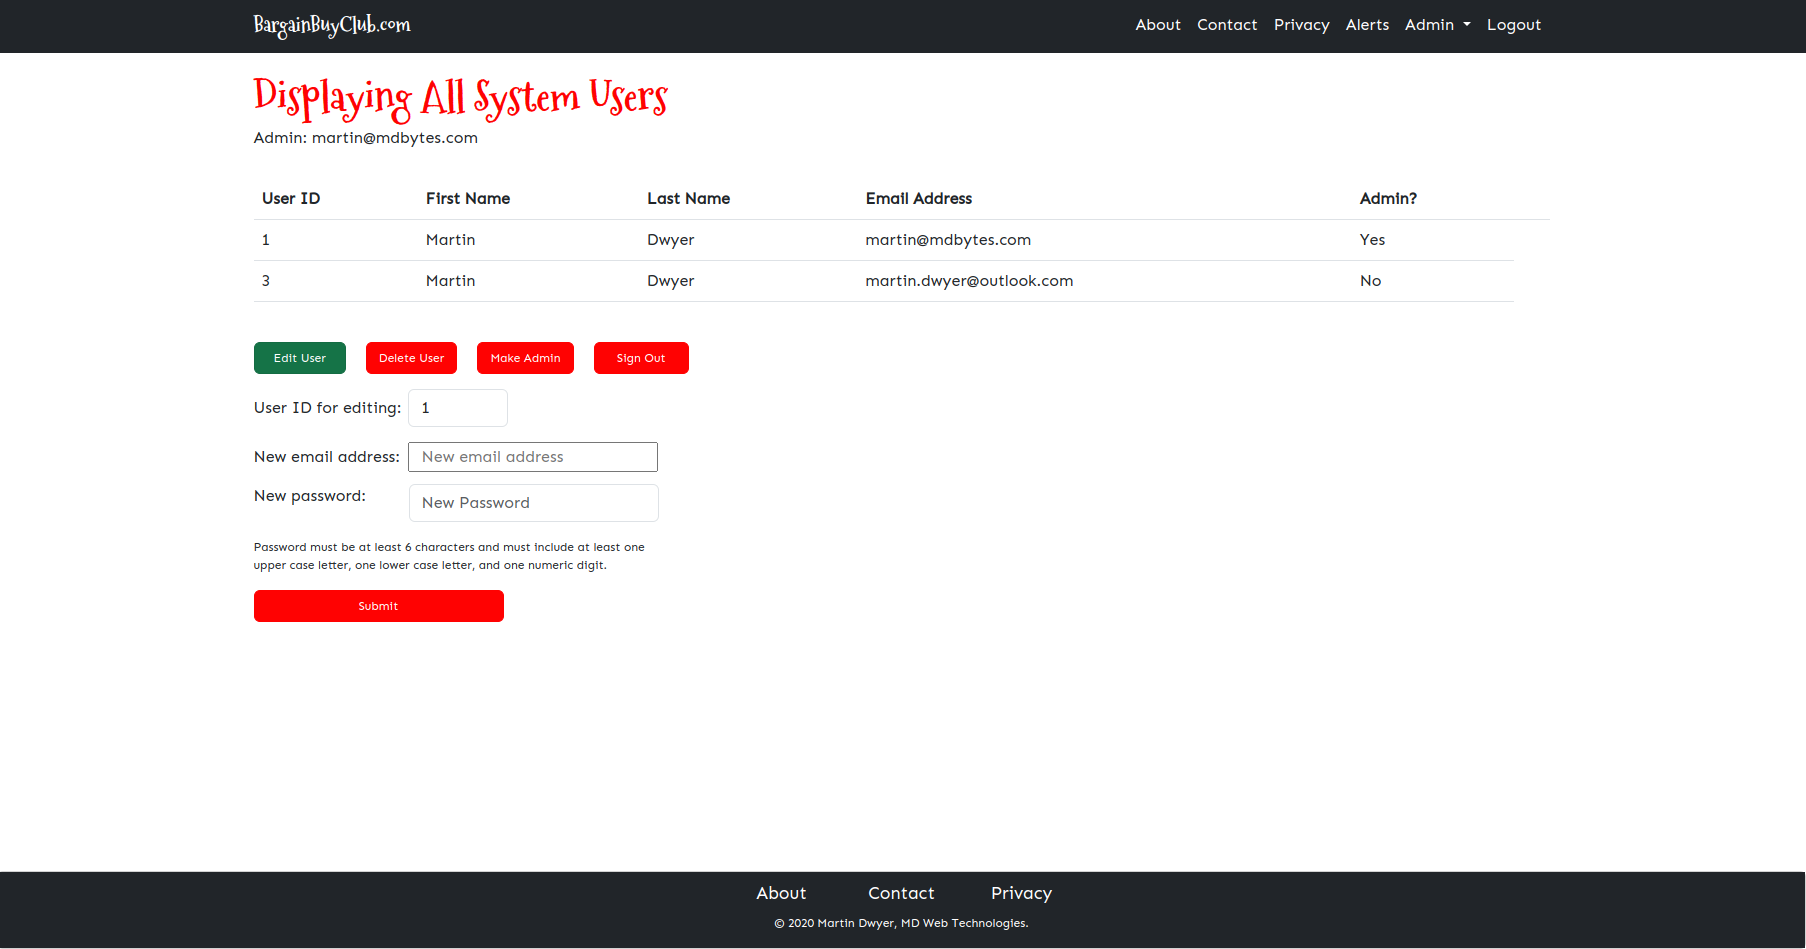 BargainBuyClub.com About Contact Privacy Alerts Admin Logout
Displaying All System Users
Admin: martin@mdbytes.com
User ID First Name Last Name Email Address Admin?
1 Martin Dwyer martin@mdbytes.com Yes
3 Martin Dwyer martin.dwyer@outlook.com No
Edit User Delete User Make Admin Sign Out
User ID for editing: 1
New email address: New email address
New password: New Password
Password must be at least 6 characters and must include at least one
upper case letter, one lower case letter, and one numeric digit.
Submit
About Contact Privacy
© 2020 Martin Dwyer, MD Web Technologies.